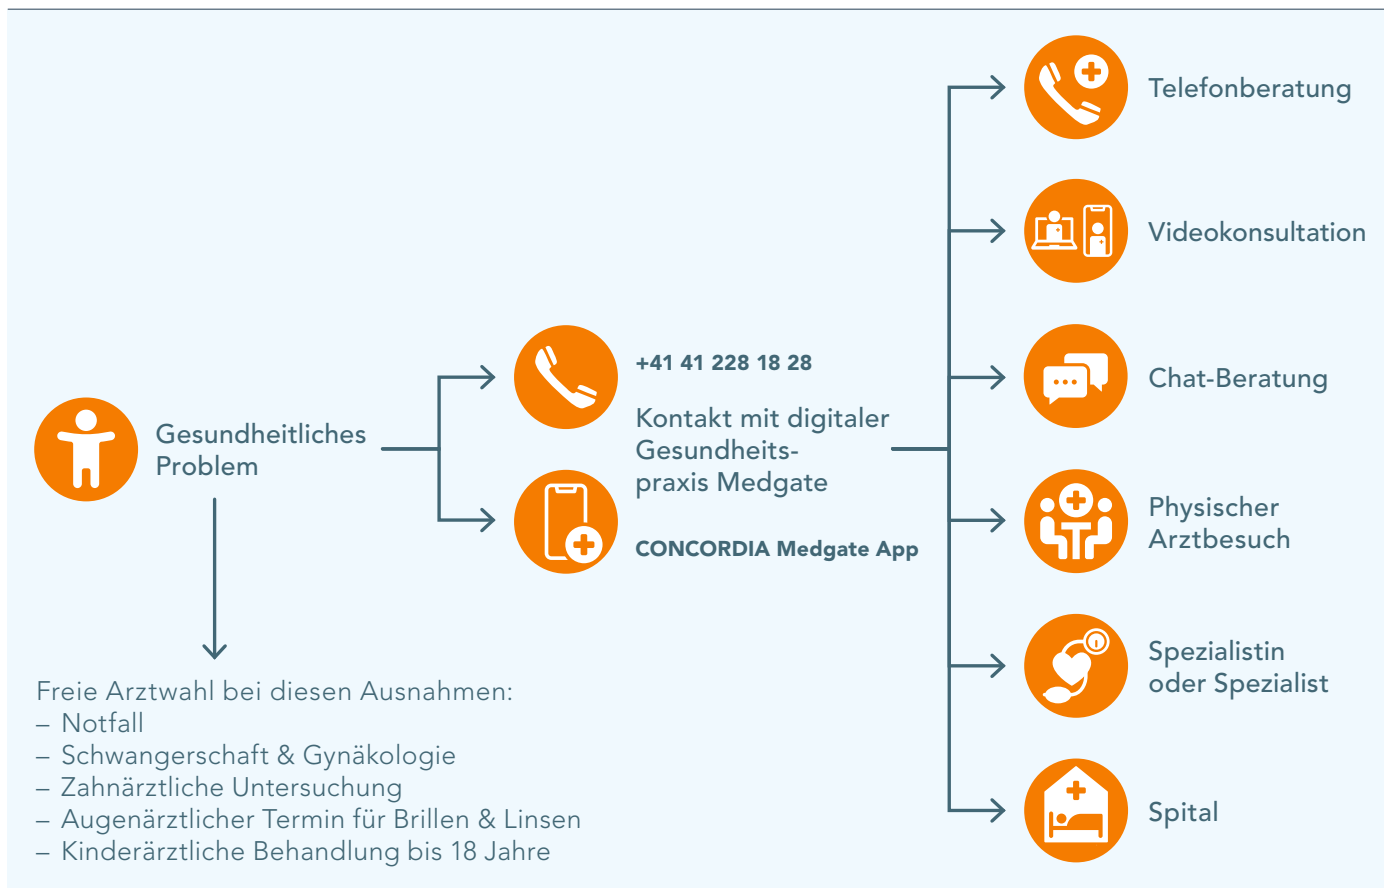 Gesundheitliches
Problem
Freie Arztwahl bei diesen Ausnahmen:
– Notfall
– Schwangerschaft & Gynäkologie
– Zahnärztliche Untersuchung
– Augenärztlicher Termin für Brillen & Linsen
– Kinderärztliche Behandlung bis 18 Jahre
+41 41 228 18 28
Kontakt mit digitaler
Gesundheits-
praxis Medgate
CONCORDIA Medgate App
Telefonberatung
Videokonsultation
Chat-Beratung
Physischer
Arztbesuch
Spezialistin
oder Spezialist
Spital